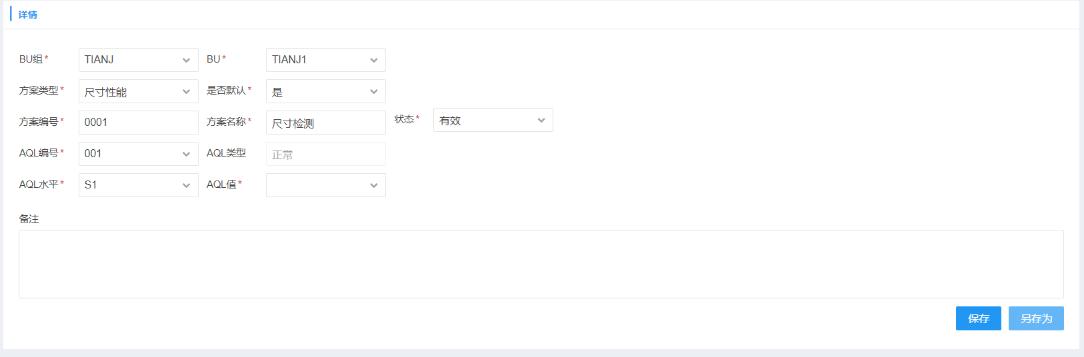 详情
BU组* TIANJ BU* TIANJ1
方案类型* 尺寸性能 是否默认* 是
方案编号* 0001 方案名称* 尺寸检测 状态* 有效
AQL编号* 001 AQL类型 正常
AQL水平* S1 AQL值*
备注
保存 另存为